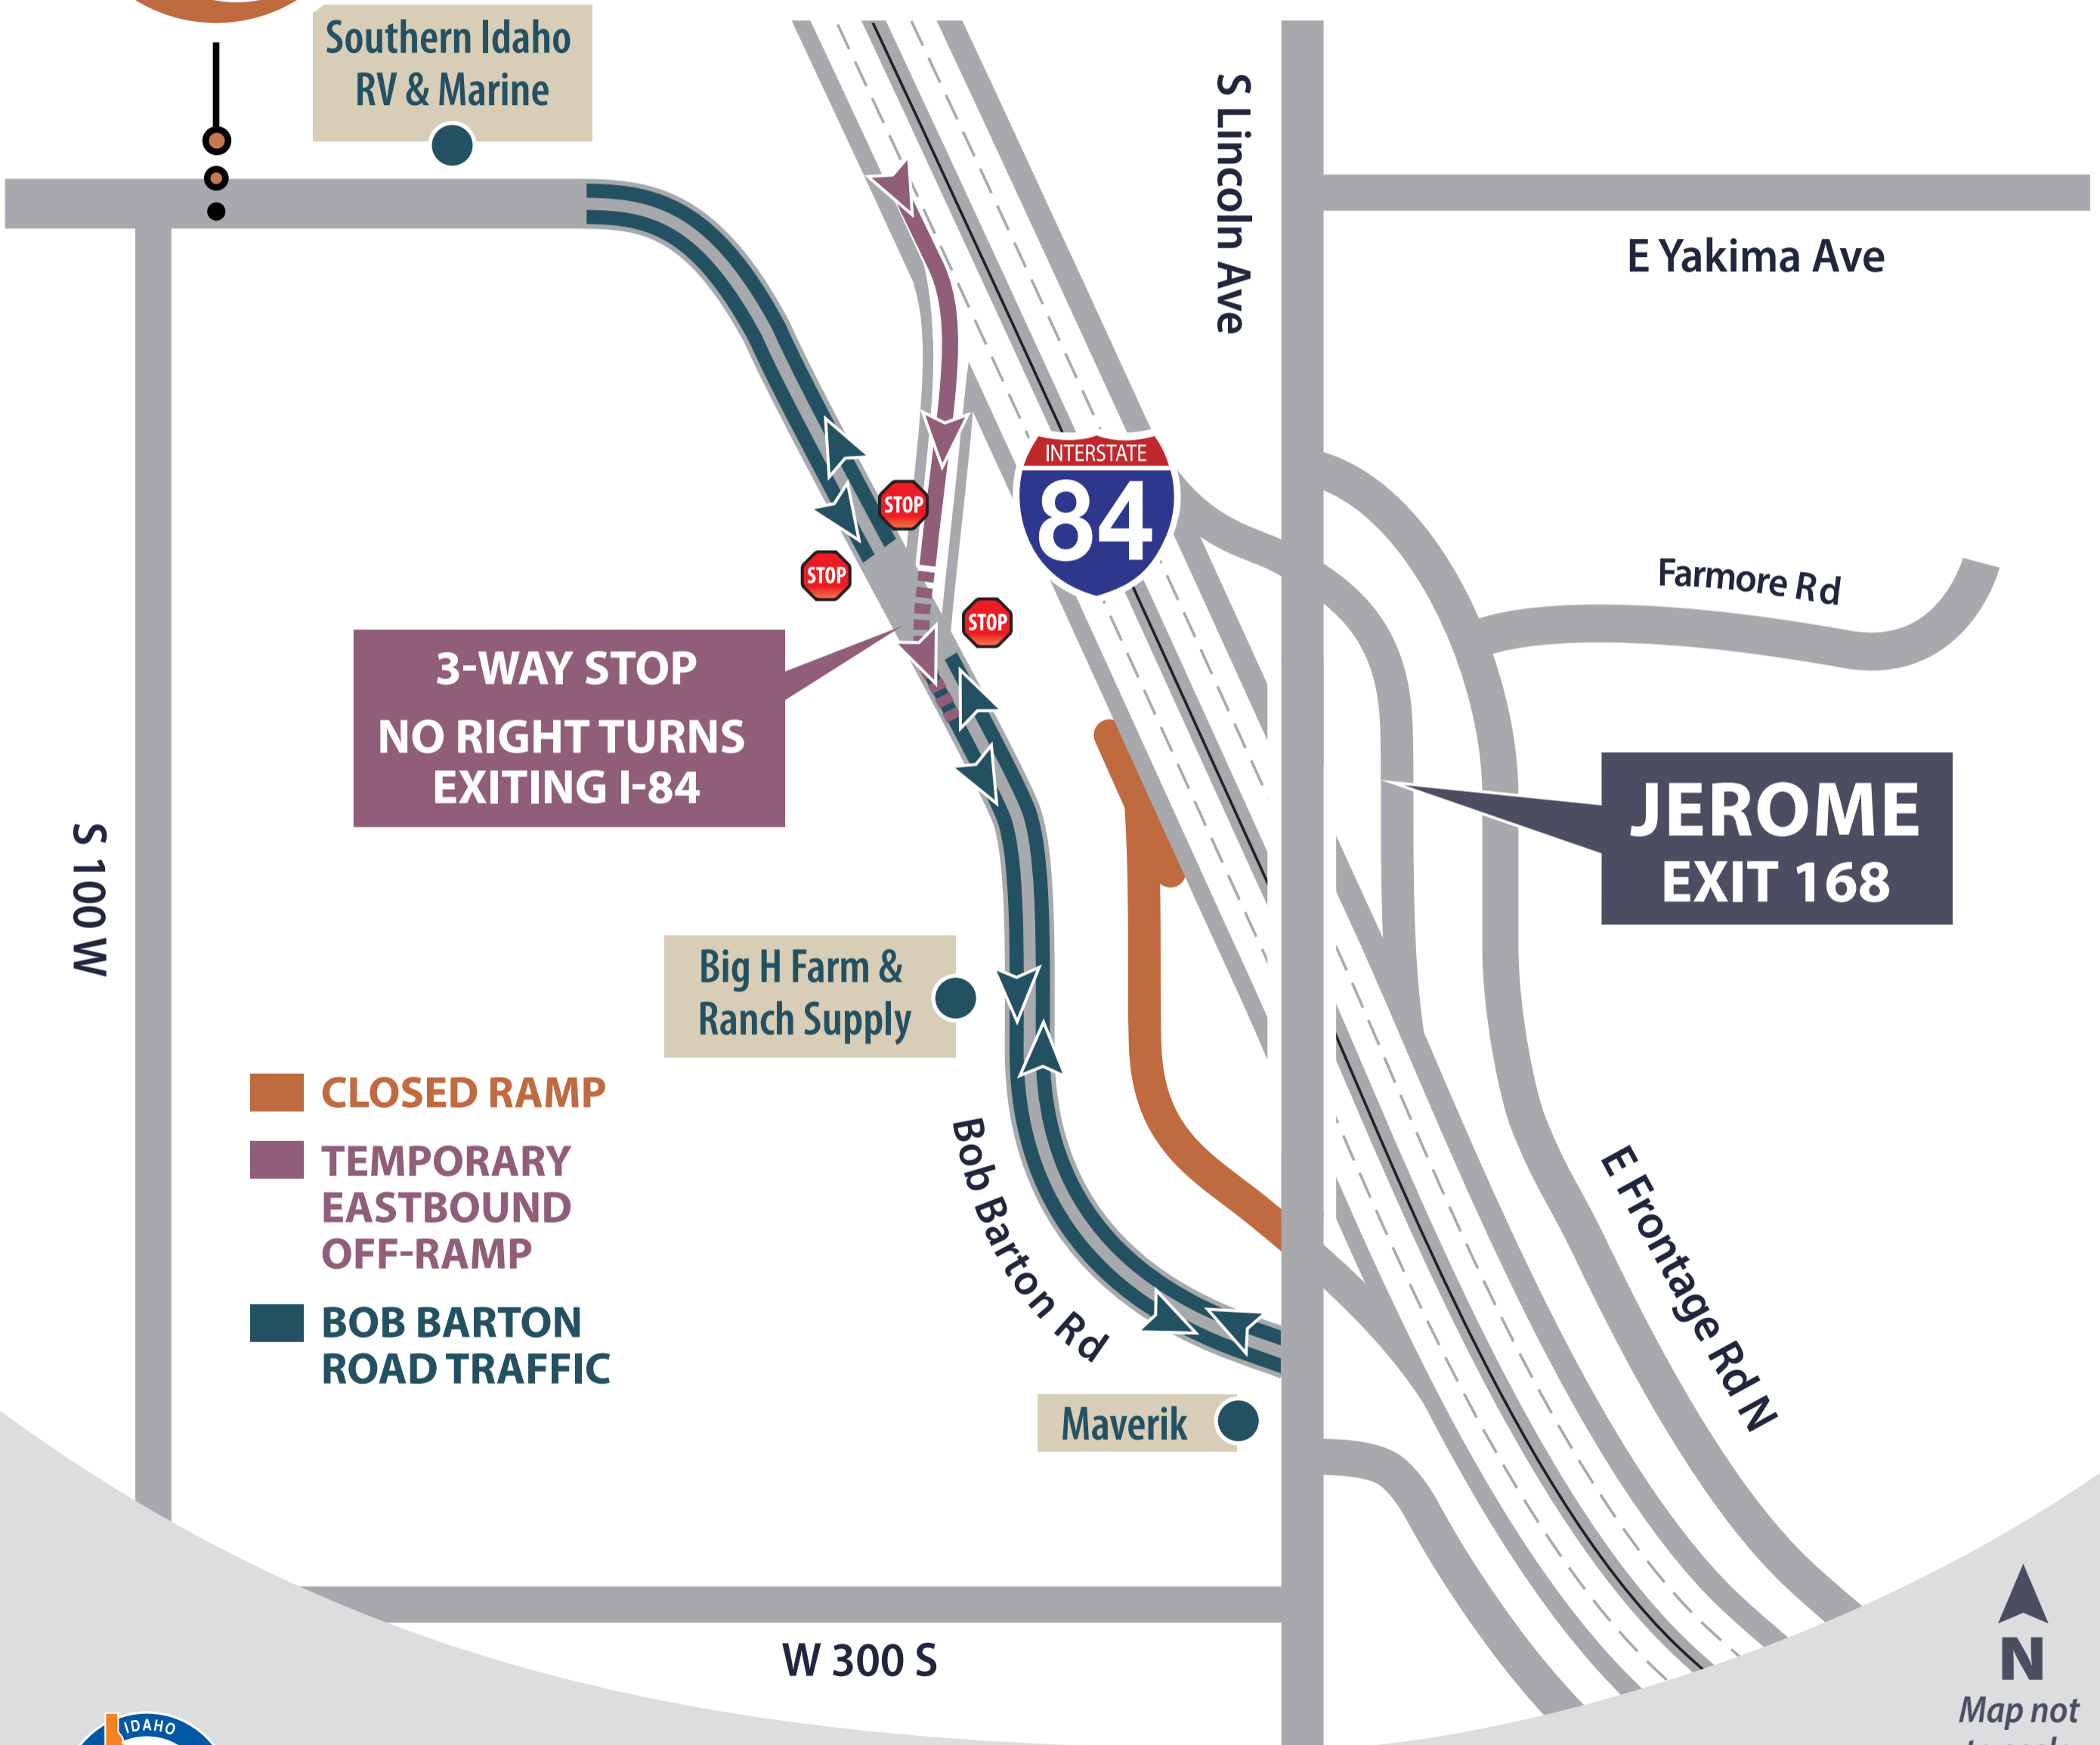 Southern Idaho
RV & Marine
S Lincoln Ave
E Yakima Ave
INTERSTATE
84
STOP
STOP
STOP
Farmore Rd
3-WAY STOP
NO RIGHT TURNS
EXITING I-84
JEROME
EXIT 168
S 100 W
Big H Farm &
Ranch Supply
CLOSED RAMP
TEMPORARY
EASTBOUND
OFF-RAMP
BOB BARTON
ROAD TRAFFIC
Bob Barton Rd
E Frontage Rd N
Maverik
W 300 S
N
Map not
IDAHO